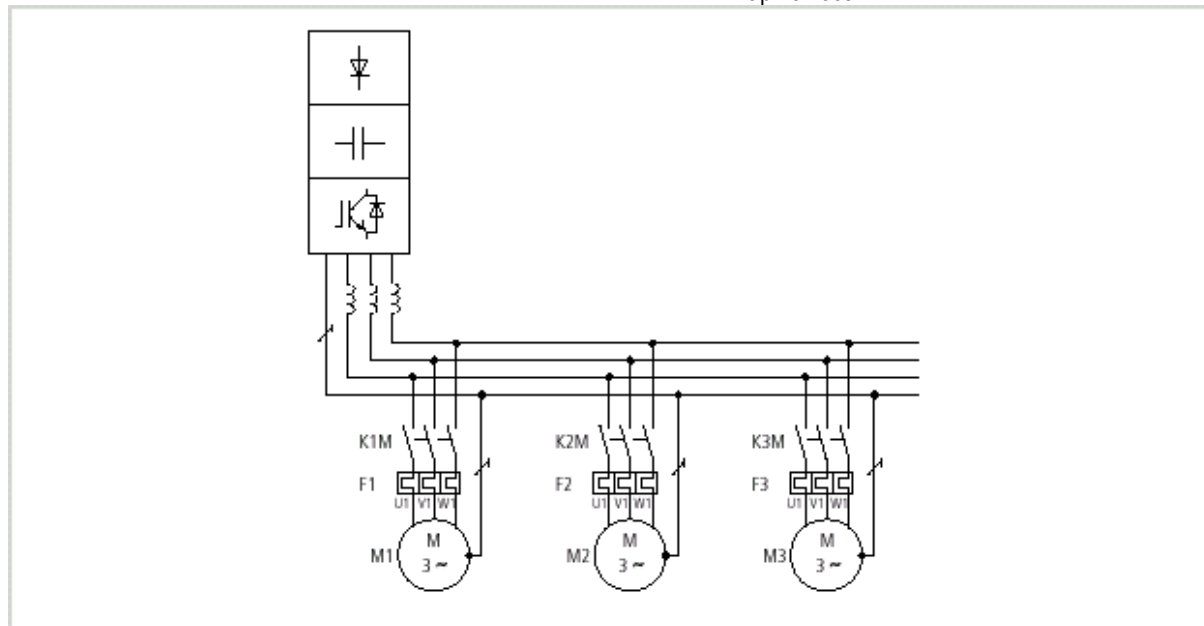 K1M K2M K3M
F1 F2 F3
U1 V1 W1 U1 V1 W1 U1 V1 W1
M M M
M1 M2 M3
3 ~ 3 ~ 3 ~